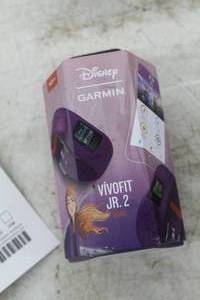 Disney
GARMIN
VÍVOFIT
JR. 2